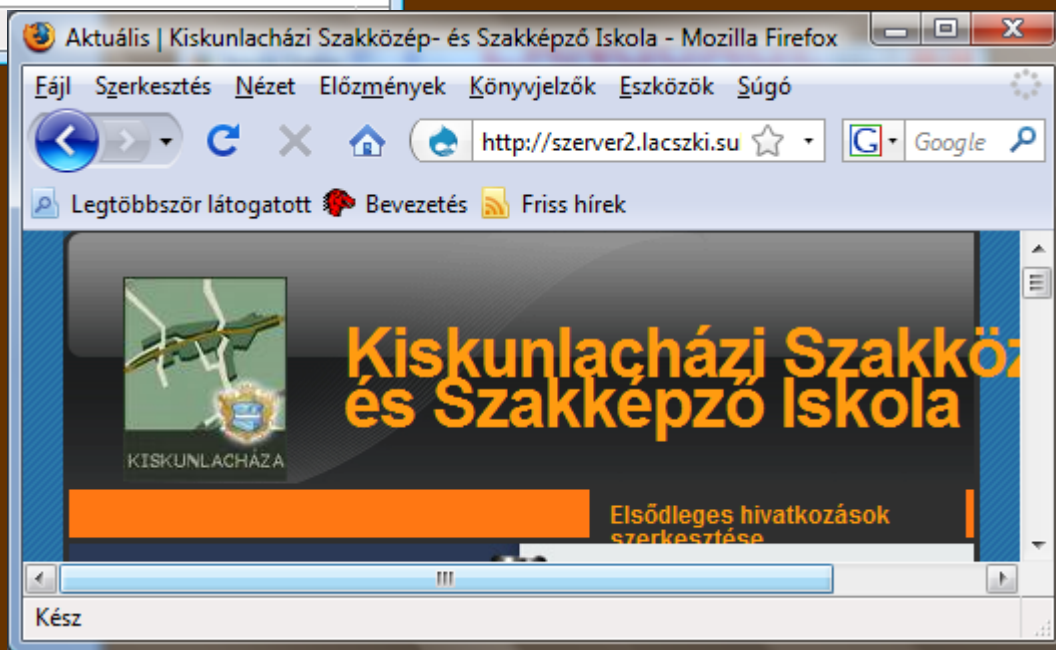 Aktuális | Kiskunlacházi Szakközép- és Szakképző Iskola - Mozilla Firefox
Fájl Szerkesztés Nézet Előzmények Könyvjelzők Eszközök Súgó
http://szerver2.lacszki.su G Google
Legtöbbször látogatott Bevezetés Friss hírek
Kiskunlacházi Szakköz
és Szakképző Iskola
KISKUNLACHÁZA
Elsődleges hivatkozások
szerkesztése
Kész